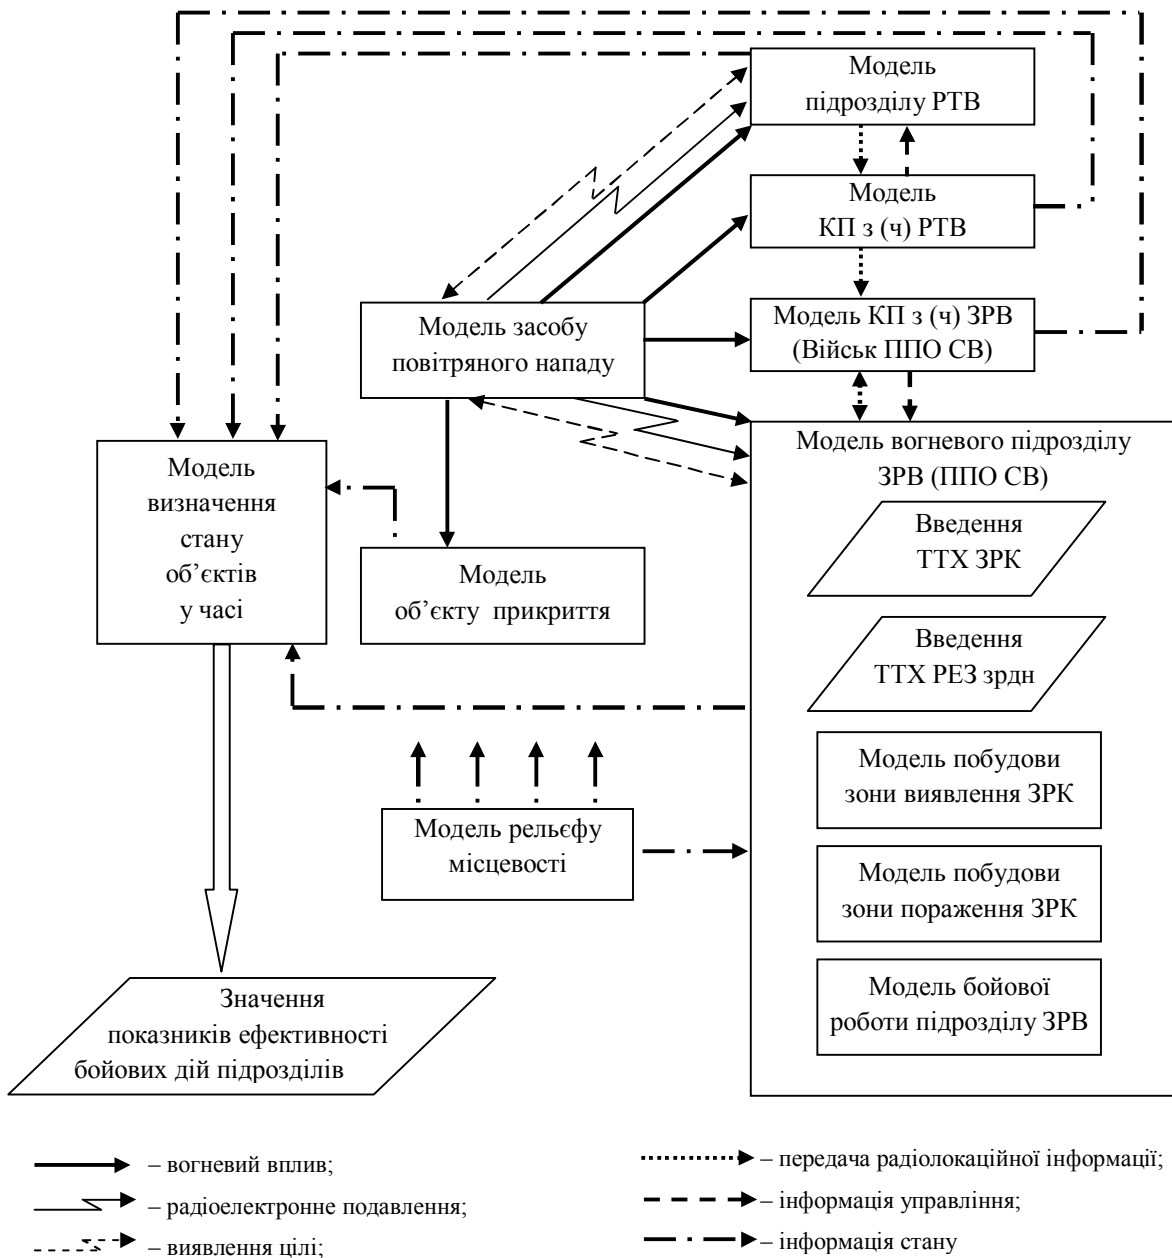 Модель
підрозділу РТВ
Модель
КП з (ч) РТВ
Модель КП з (ч) ЗРВ
(Військ ППО СВ)
Модель засобу
повітряного нападу
Модель вогневого підрозділу
ЗРВ (ППО СВ)
Введення
ТТХ ЗРК
Введення
ТТХ РЕЗ зрдн
Модель побудови
зони виявлення ЗРК
Модель побудови
зони пораження ЗРК
Модель бойової
роботи підрозділу ЗРВ
Модель
визначення
стану
об’єктів
у часі
Модель
об’єкту прикриття
Модель рельєфу
місцевості
Значення
показників ефективності
бойових дій підрозділів
– вогневий вплив;
– радіоелектронне подавлення;
– виявлення цілі;
– передача радіолокаційної інформації;
– інформація управління;
– інформація стану